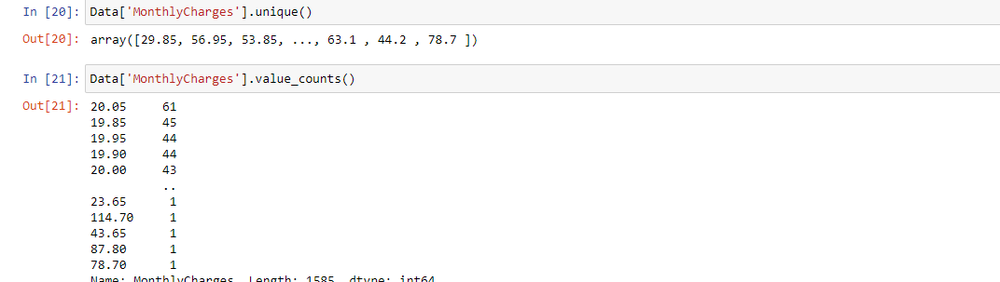 In [20]: Data['MonthlyCharges'].unique()
Out[20]: array([29.85, 56.95, 53.85, ..., 63.1 , 44.2 , 78.7 ])
In [21]: Data['MonthlyCharges'].value_counts()
Out[21]: 20.05     61
19.85     45
19.95     44
19.90     44
20.00     43
..
23.65      1
114.70     1
43.65      1
87.80      1
78.70      1
Name: MonthlyCharges, Length: 1585, dtype: int64